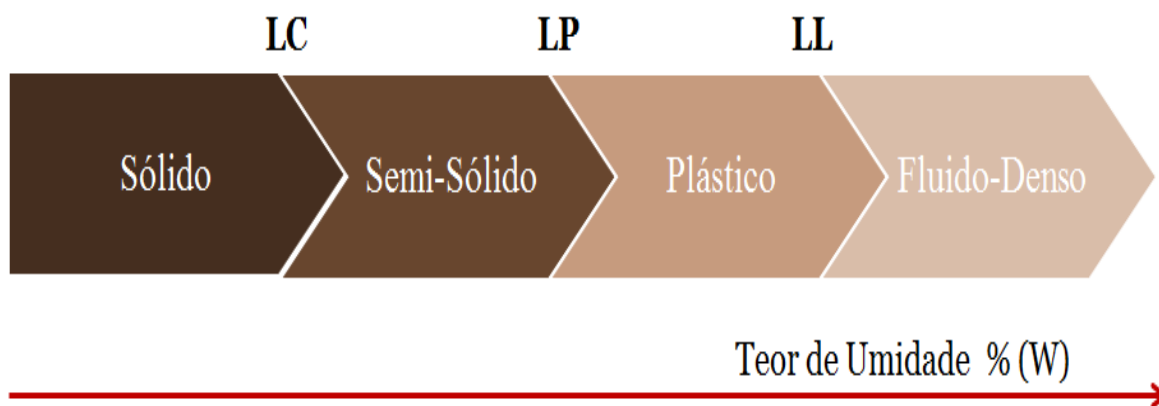 LC LP LL
Sólido Semi-Sólido Plástico Fluido-Denso
Teor de Umidade % (W)